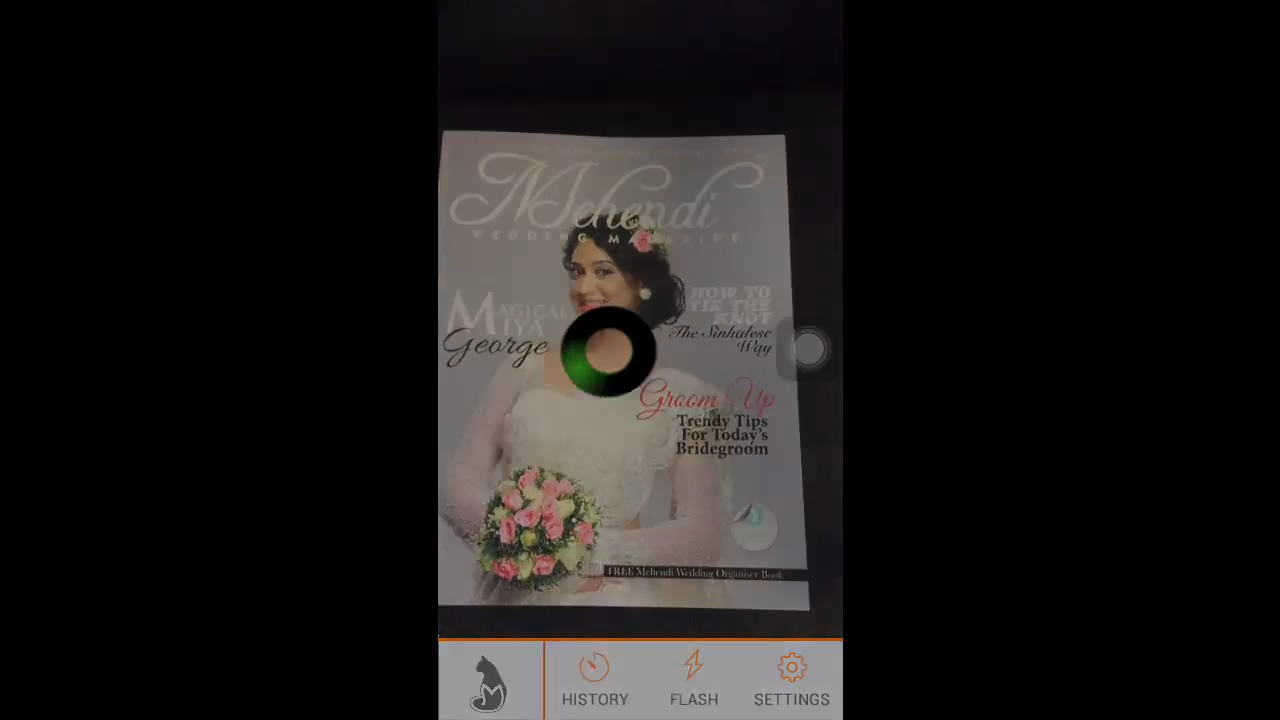 Mehendi
WEDDING MAGAZINE
MAGICAL
MIYA
George
HOW TO
TIE THE
KNOT
The Sinhalese
Way
Groom Up
Trendy Tips
For Today's
Bridegroom
FREE Mehendi Wedding Organiser Book
M
HISTORY
FLASH
SETTINGS